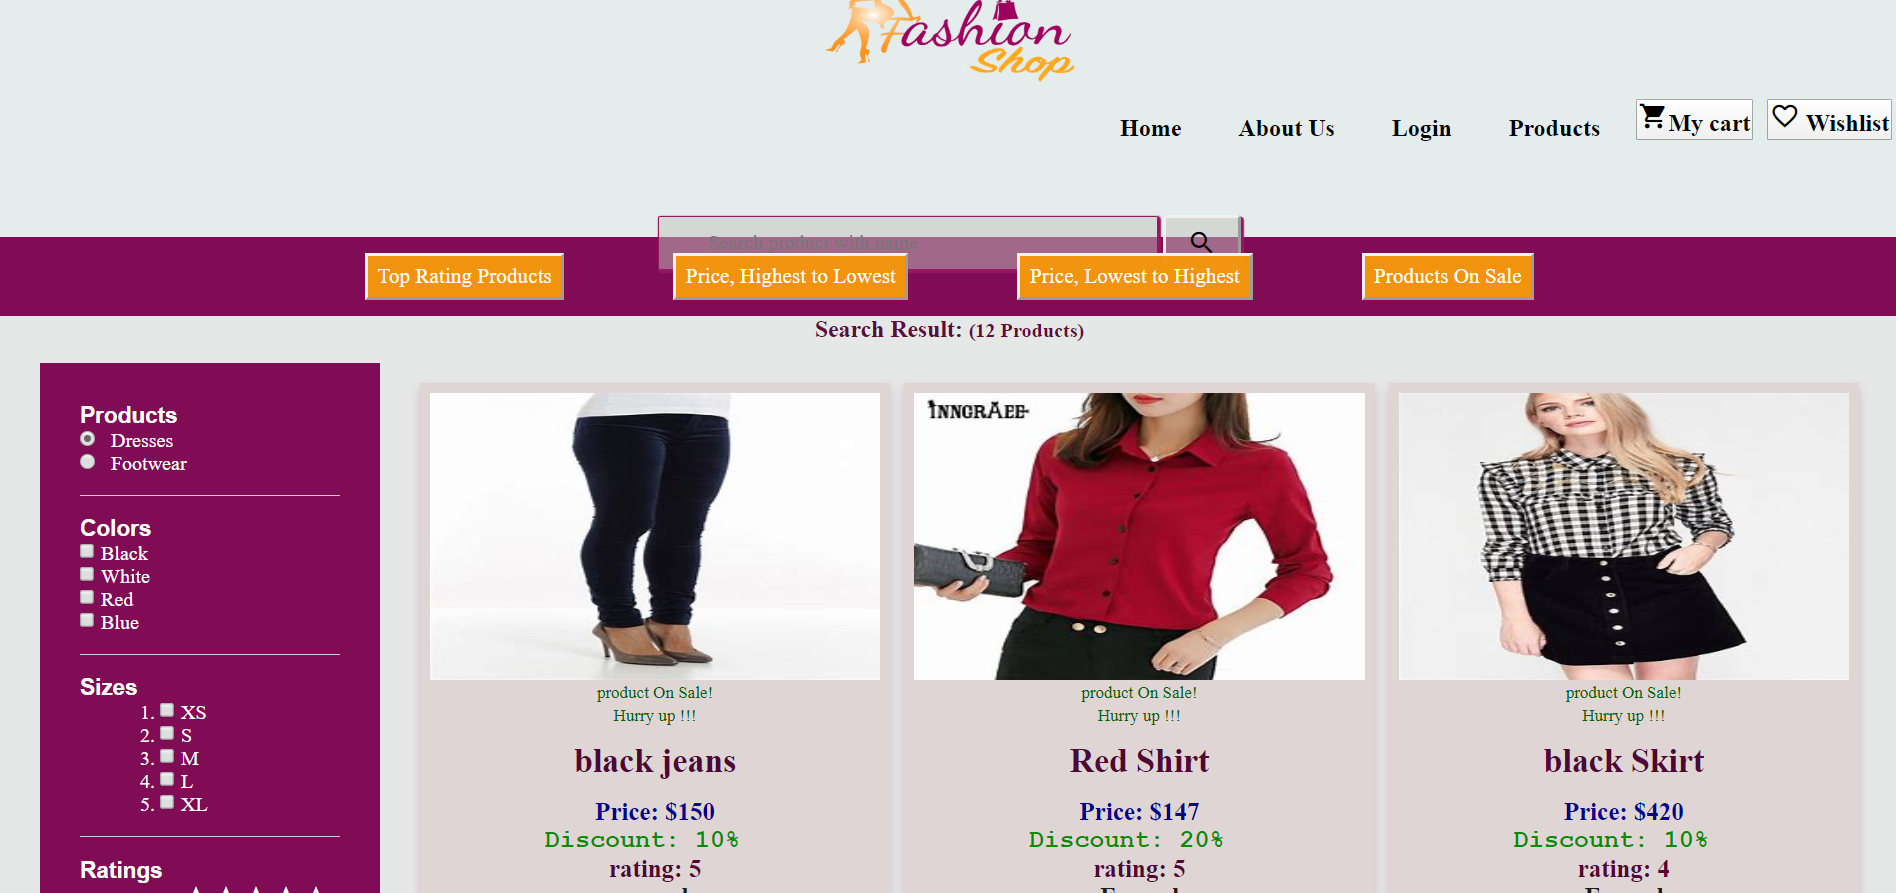 Fashion
Shop
Home
About Us
Login
Products
My cart
Wishlist
Search product with name
Top Rating Products
Price, Highest to Lowest
Price, Lowest to Highest
Products On Sale
Search Result: (12 Products)
Products
Dresses
Footwear
Colors
Black
White
Red
Blue
Sizes
1. XS
2. S
3. M
4. L
5. XL
Ratings
product On Sale!
Hurry up !!!
black jeans
Price: $150
Discount: 10%
rating: 5
INNGRAEE
product On Sale!
Hurry up !!!
Red Shirt
Price: $147
Discount: 20%
rating: 5
product On Sale!
Hurry up !!!
black Skirt
Price: $420
Discount: 10%
rating: 4